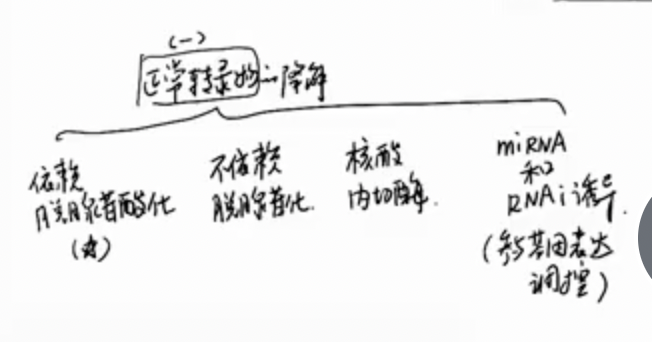 (一)
正常转录物的降解
依赖
脱腺苷酸化
(主)
不依赖
脱腺苷化.
核酸
内切酶.
miRNA
和
RNAi诱导.
(参与基因表达
调控)